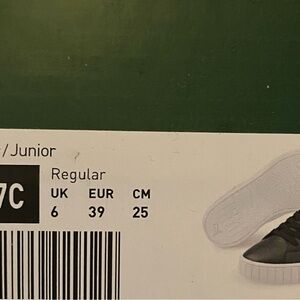 /Junior
7C
Regular
UK EUR CM
6 39 25